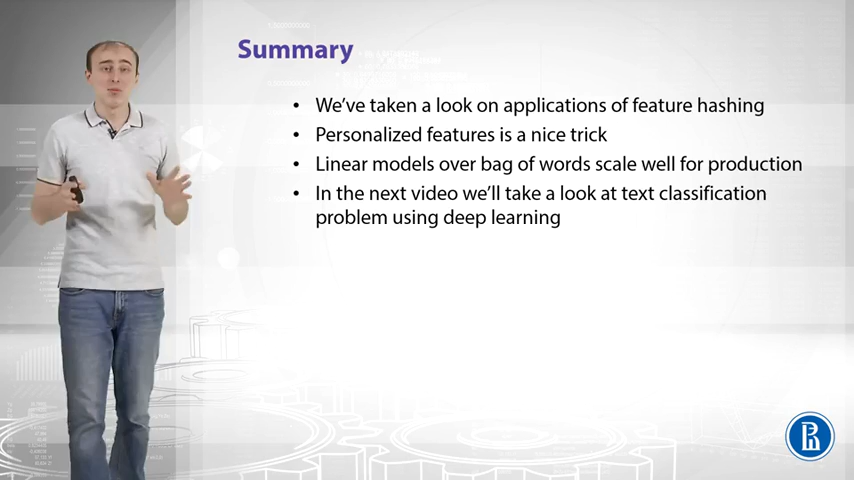 Summary
• We've taken a look on applications of feature hashing
• Personalized features is a nice trick
• Linear models over bag of words scale well for production
• In the next video we'll take a look at text classification
problem using deep learning